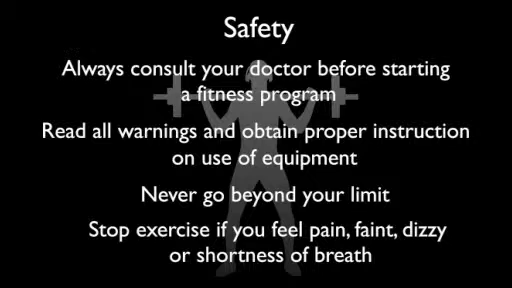 Safety
Always consult your doctor before starting
a fitness program
Read all warnings and obtain proper instruction
on use of equipment
Never go beyond your limit
Stop exercise if you feel pain, faint, dizzy
or shortness of breath